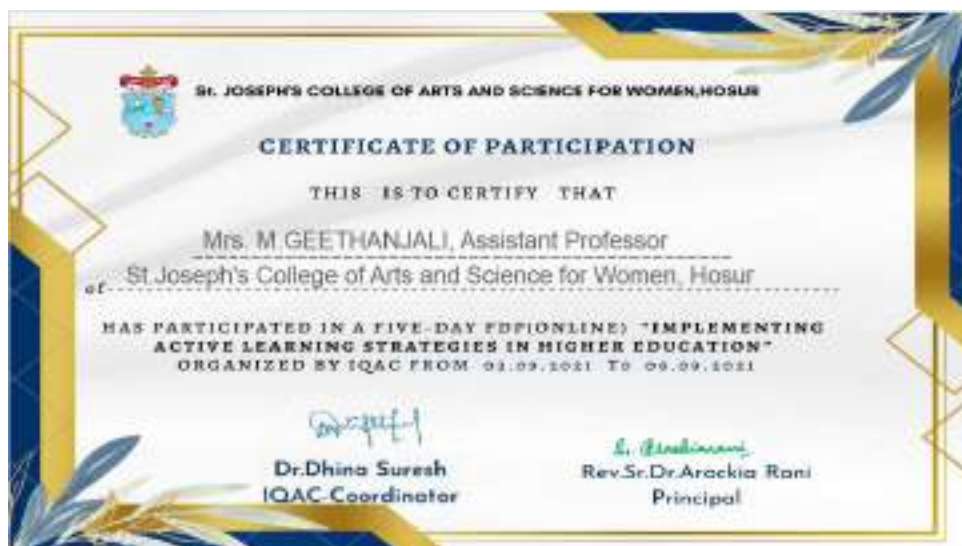 St. JOSEPH'S COLLEGE OF ARTS AND SCIENCE FOR WOMEN,HOSUR
CERTIFICATE OF PARTICIPATION
THIS IS TO CERTIFY THAT
Mrs. M.GEETHANJALI, Assistant Professor
of St.Joseph's College of Arts and Science for Women, Hosur
HAS PARTICIPATED IN A FIVE-DAY FDP(ONLINE) "IMPLEMENTING
ACTIVE LEARNING STRATEGIES IN HIGHER EDUCATION"
ORGANIZED BY IQAC FROM TO
Dr.Dhina Suresh
IQAC-Coordinator
Rev.Sr.Dr.Arockia Rani
Principal